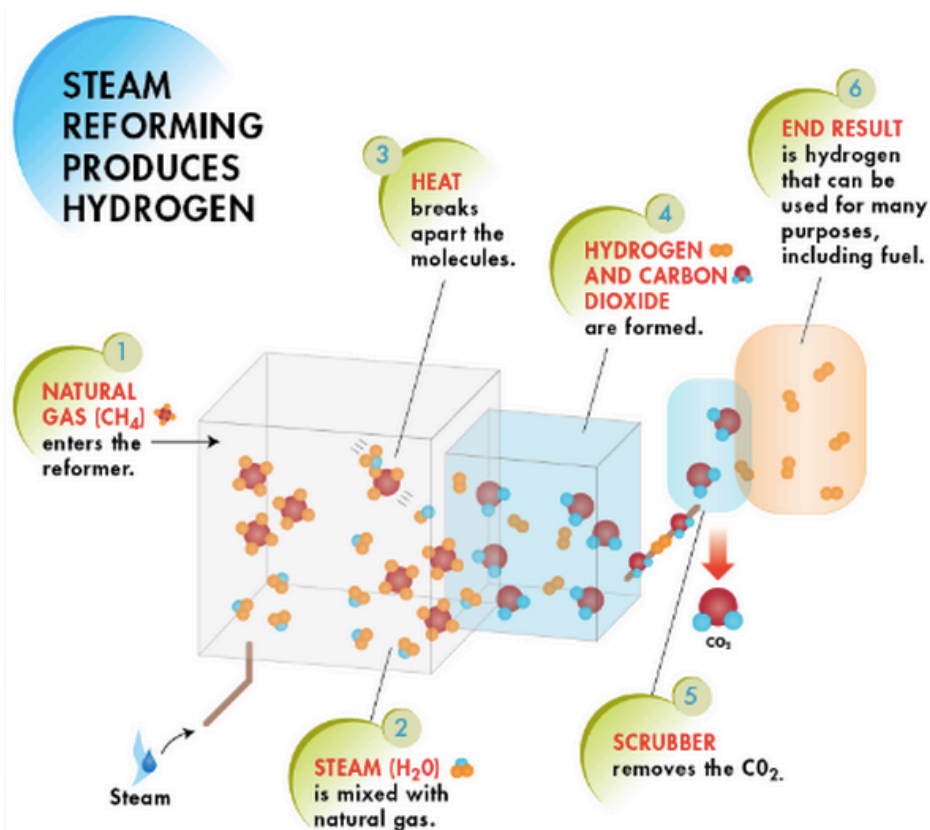 STEAM
REFORMING
PRODUCES
HYDROGEN
1
NATURAL
GAS (CH₄)
enters the
reformer.
2
STEAM (H₂0)
is mixed with
natural gas.
Steam
3
HEAT
breaks
apart the
molecules.
4
HYDROGEN
AND CARBON
DIOXIDE
are formed.
5
SCRUBBER
removes the C0₂.
CO₂
6
END RESULT
is hydrogen
that can be
used for many
purposes,
including fuel.